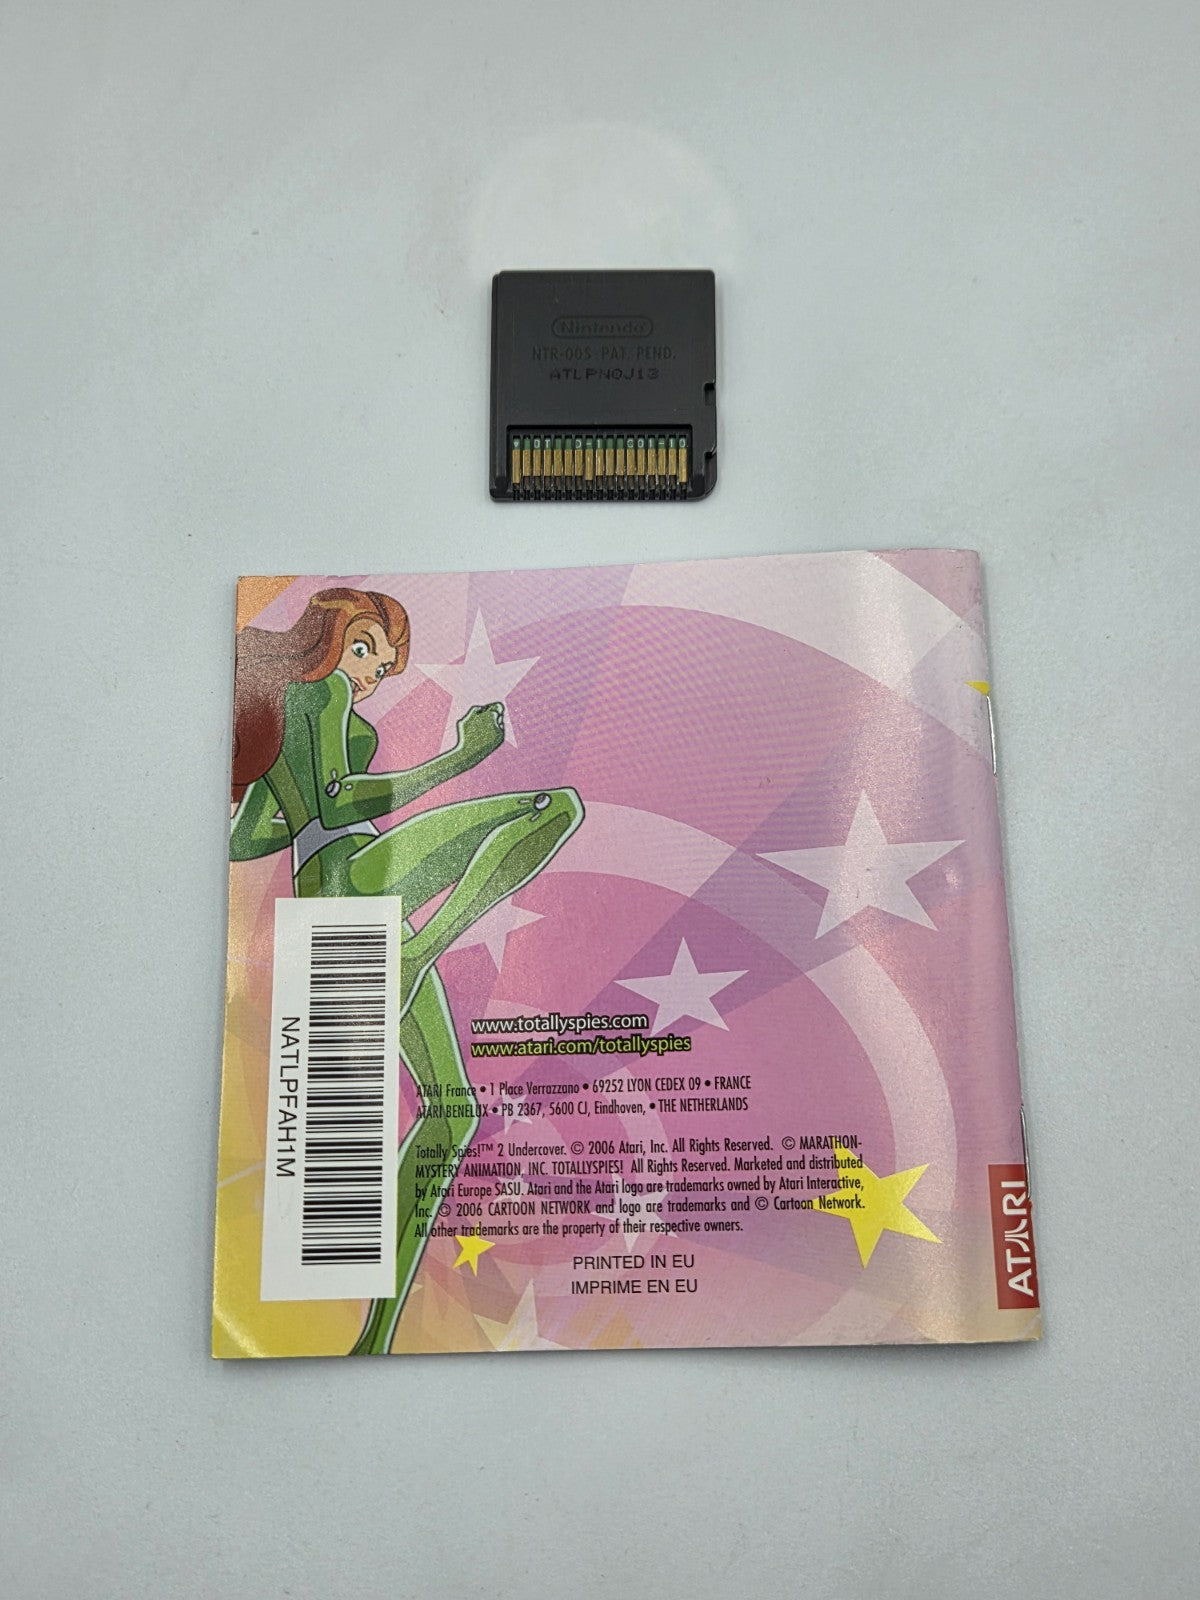 Nintendo
NTR-005 PAT. PEND.
ATLPN0J13
www.totallyspies.com
www.atari.com/totallyspies
ATARI France • 1 Place Verrazzano • 69252 LYON CEDEX 09 • FRANCE
ATARI BENELUX • PB 2367, 5600 CJ, Eindhoven, • THE NETHERLANDS
Totally Spies!™ 2 Undercover. © 2006 Atari, Inc. All Rights Reserved. © MARATHON-
MYSTERY ANIMATION, INC. TOTALLYSPIES! All Rights Reserved. Marketed and distributed
by Atari Europe SASU. Atari and the Atari logo are trademarks owned by Atari Interactive,
Inc. © 2006 CARTOON NETWORK and logo are trademarks and © Cartoon Network.
All other trademarks are the property of their respective owners.
PRINTED IN EU
IMPRIME EN EU
NATLPFAH1M
ATARI